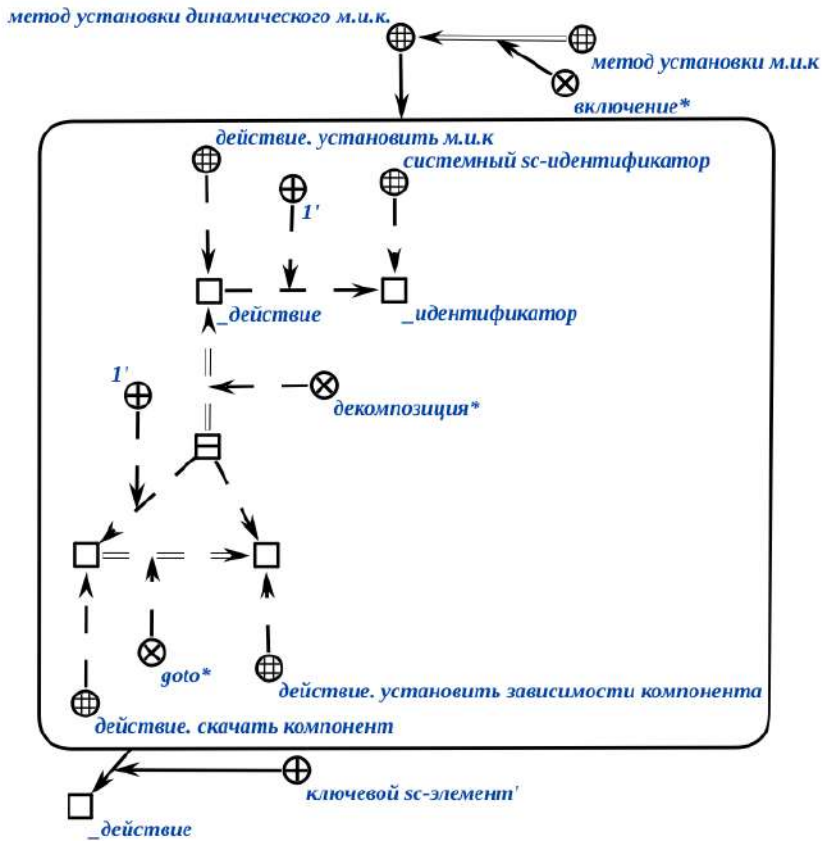 метод установки динамического м.и.к.
метод установки м.и.к
включение*
действие. установить м.и.к
системный sc-идентификатор
1'
_действие
_идентификатор
1'
декомпозиция*
goto*
действие. установить зависимости компонента
действие. скачать компонент
ключевой sc-элемент'
_действие